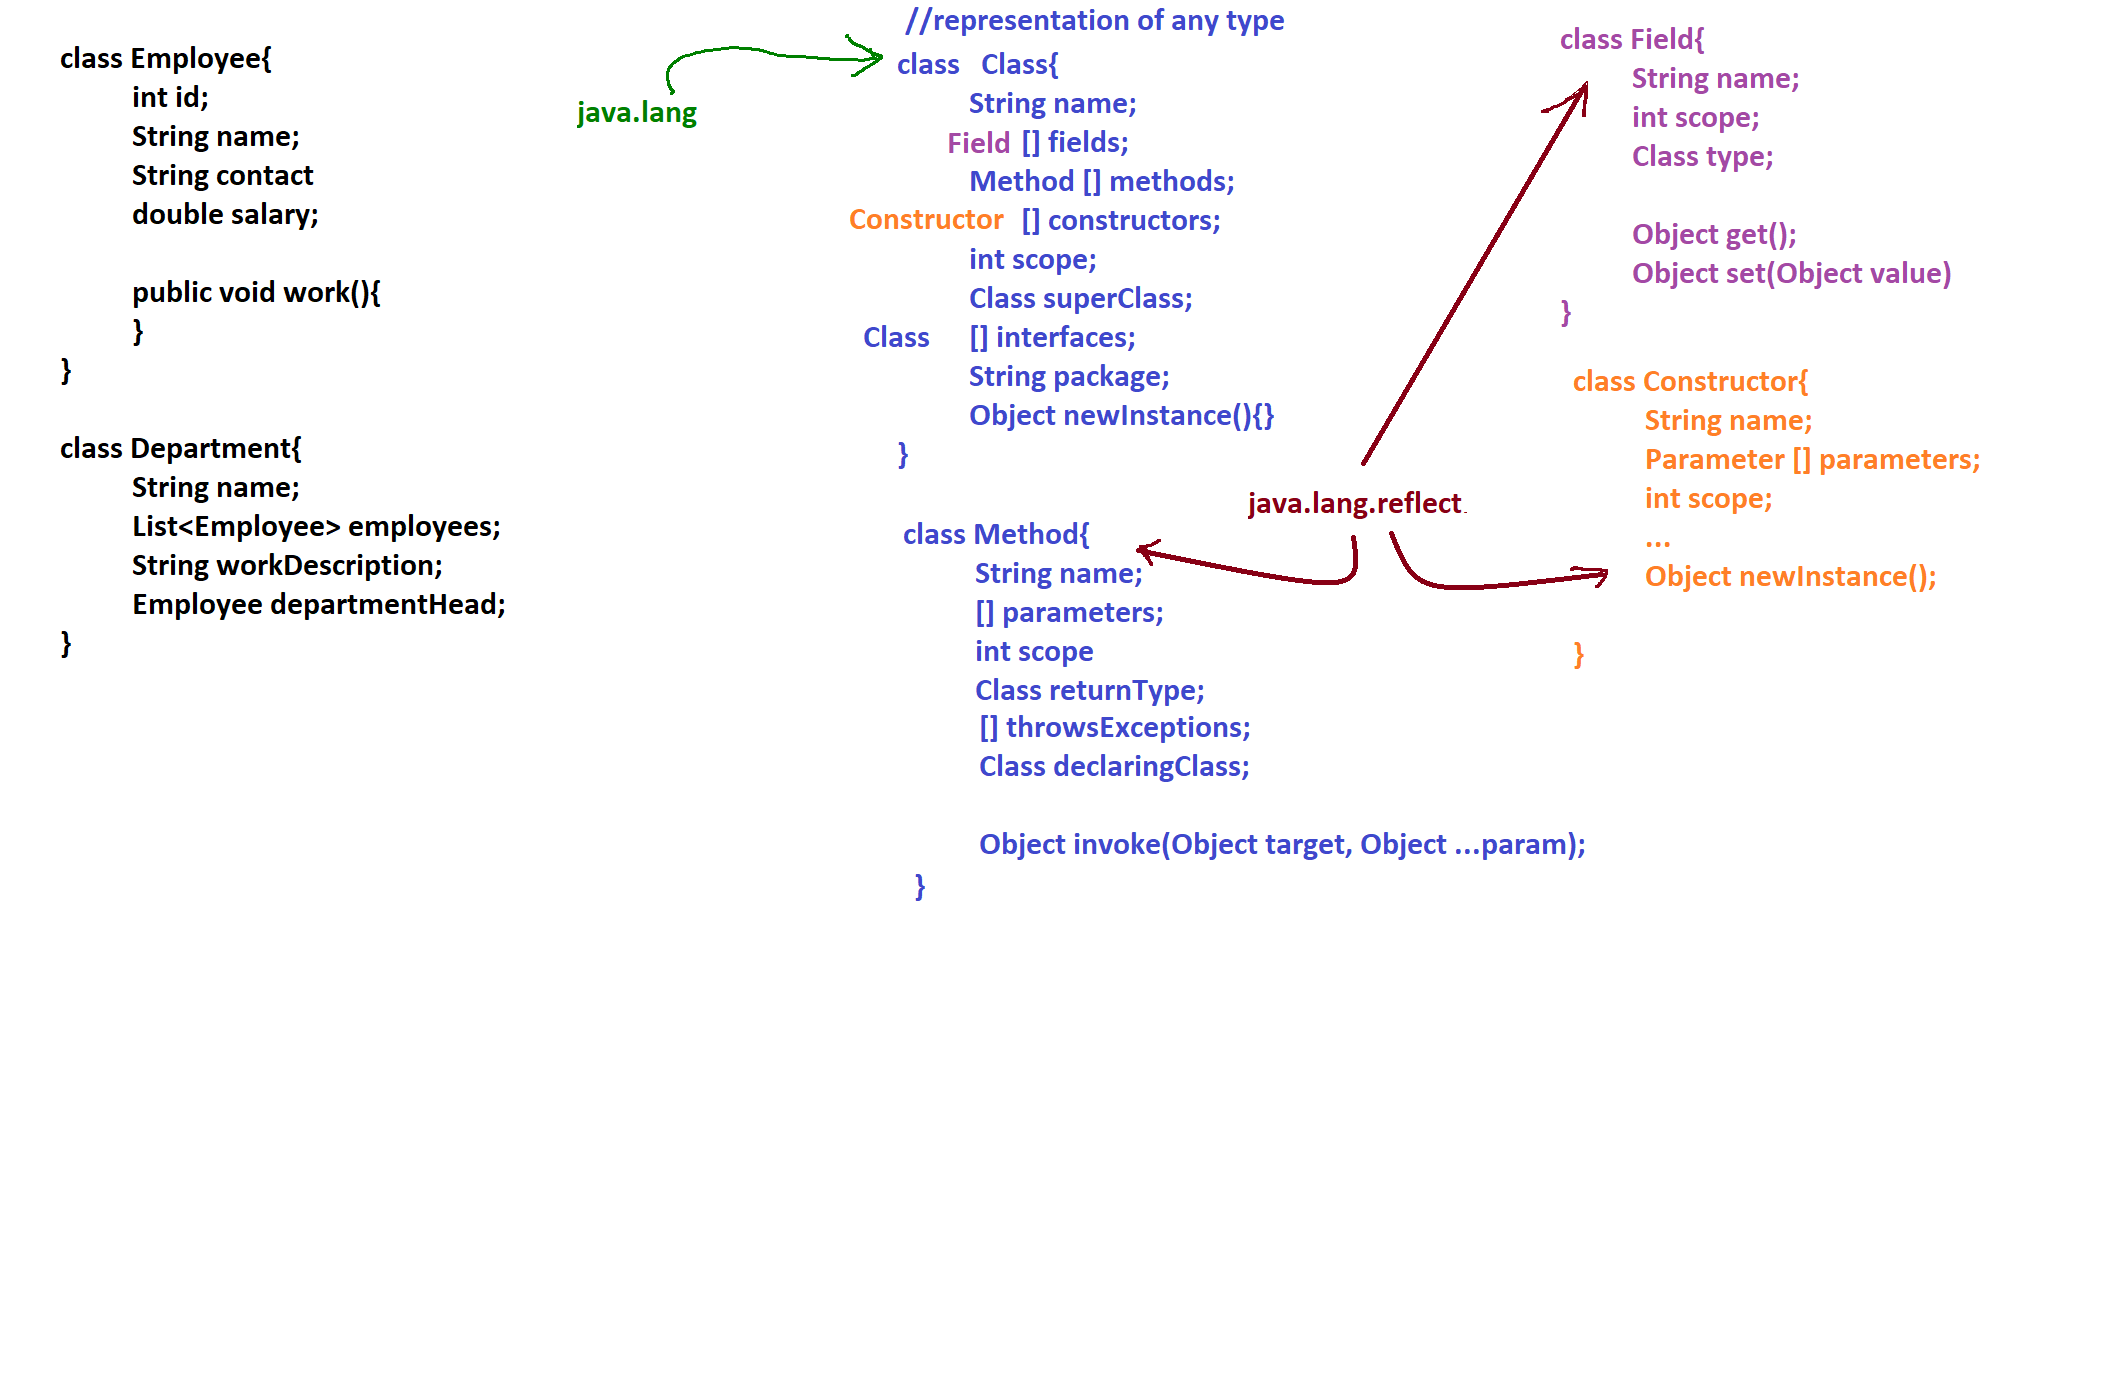 class Employee{
int id;
String name;
String contact
double salary;
public void work(){
}
}
class Department{
String name;
List<Employee> employees;
String workDescription;
Employee departmentHead;
}
java.lang
//representation of any type
class Class{
String name;
Field [] fields;
Method [] methods;
Constructor [] constructors;
int scope;
Class superClass;
Class [] interfaces;
String package;
Object newInstance(){}
}
java.lang.reflect.
class Method{
String name;
[] parameters;
int scope
Class returnType;
[] throwsExceptions;
Class declaringClass;
Object invoke(Object target, Object ...param);
}
class Field{
String name;
int scope;
Class type;
Object get();
Object set(Object value)
}
class Constructor{
String name;
Parameter [] parameters;
int scope;
...
Object newInstance();
}